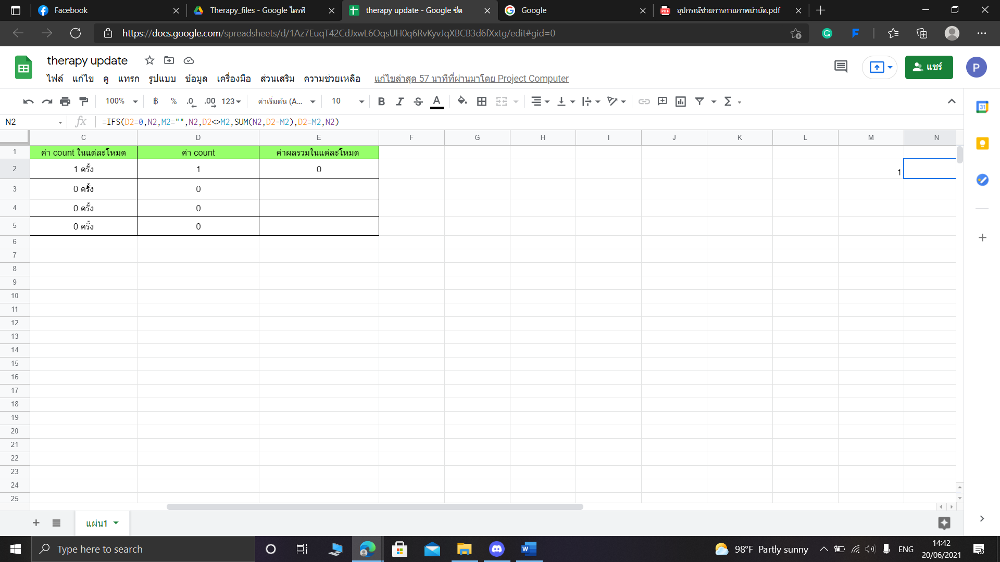 Facebook
Therapy_files - Google ไดรฟ์
therapy update - Google ชีต
Google
อุปกรณ์ช่วยการกายภาพบำบัด.pdf
https://docs.google.com/spreadsheets/d/1Az7EuqT42CdJxwL6OqsUH0q6RvKyvJqXBCB3d6fXxtg/edit#gid=0
therapy update
แชร์
P
ไฟล์ แก้ไข ดู แทรก รูปแบบ ข้อมูล เครื่องมือ ส่วนเสริม ความช่วยเหลือ แก้ไขล่าสุด 57 นาทีที่ผ่านมาโดย Project Computer
100% ฿ % .0 .00 123 ค่าเริ่มต้น (A... 10 B I S A Σ
31
N2 fx =IFS(D2=0,N2,M2="",N2,D2<>M2,SUM(N2,D2-M2),D2=M2,N2)
C D E F G H I J K L M N
1 ค่า count ในแต่ละโหมด ค่า count ค่าผลรวมในแต่ละโหมด
2 1 ครั้ง 1 0 1
3 0 ครั้ง 0
4 0 ครั้ง 0
5 0 ครั้ง 0
6
7
8
9
10
11
12
13
14
15
16
17
18
19
20
21
22
23
24
25
แผ่น1
Type here to search
98°F Partly sunny
ENG
14:42
20/06/2021